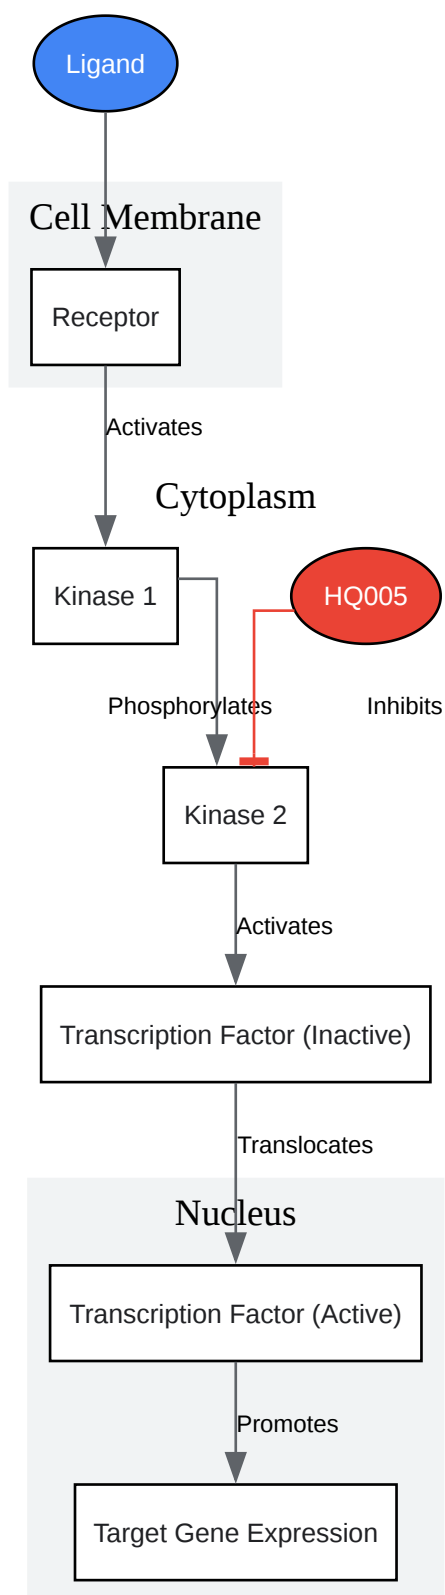 Ligand
Cell Membrane
Receptor
Activates
Cytoplasm
Kinase 1
HQ005
Phosphorylates
Inhibits
Kinase 2
Activates
Transcription Factor (Inactive)
Translocates
Nucleus
Transcription Factor (Active)
Promotes
Target Gene Expression